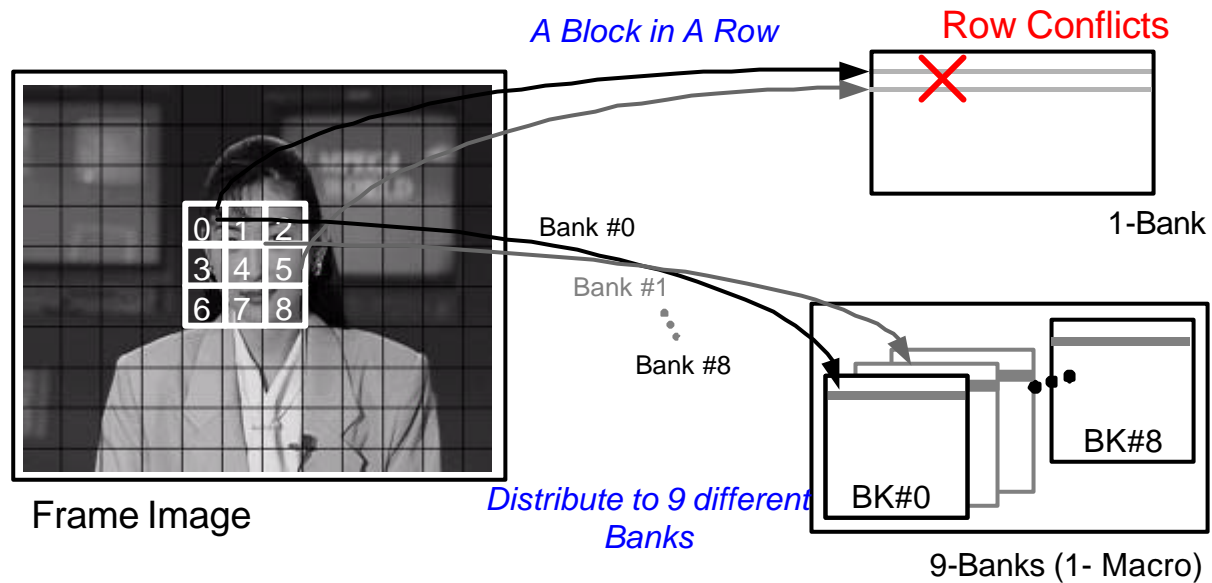 A Block in A Row
Row Conflicts
0 1 2
3 4 5
6 7 8
Bank #0
Bank #1
Bank #8
1-Bank
BK#0
BK#8
Frame Image
Distribute to 9 different
Banks
9-Banks (1- Macro)